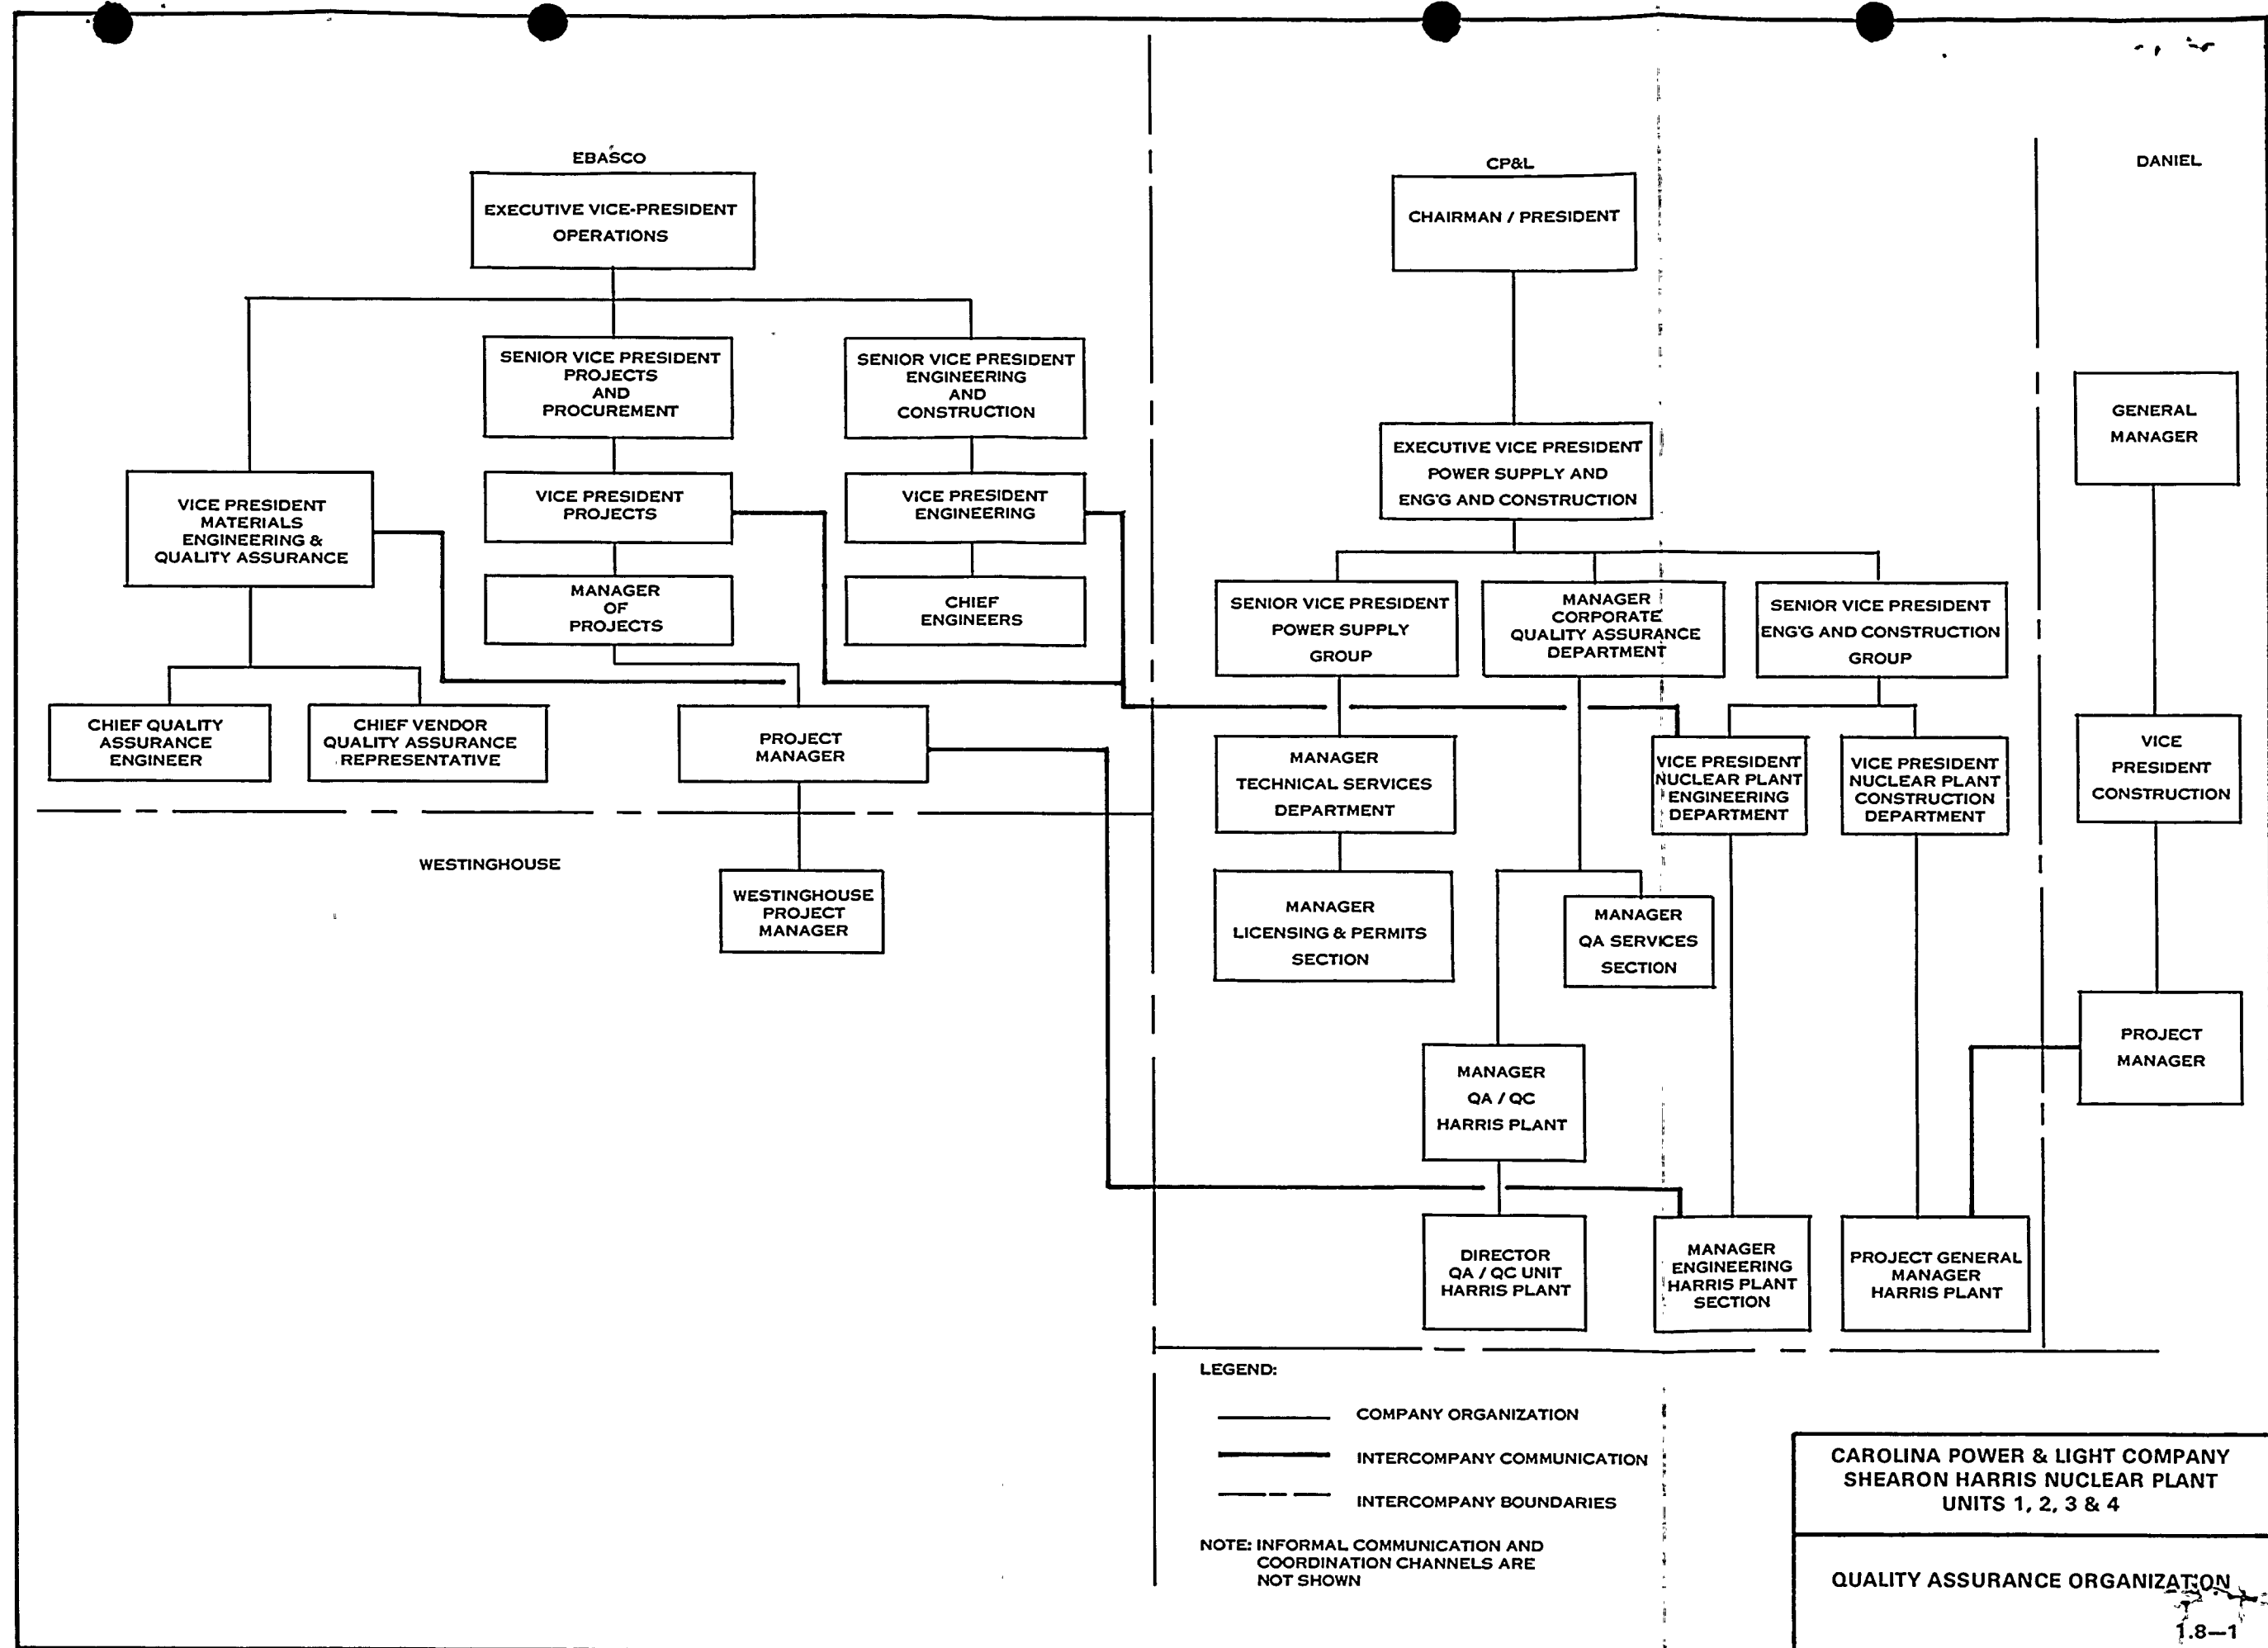 EBASCO
EXECUTIVE VICE-PRESIDENT
OPERATIONS
SENIOR VICE PRESIDENT
PROJECTS
AND
PROCUREMENT
SENIOR VICE PRESIDENT
ENGINEERING
AND
CONSTRUCTION
VICE PRESIDENT
MATERIALS
ENGINEERING &
QUALITY ASSURANCE
VICE PRESIDENT
PROJECTS
VICE PRESIDENT
ENGINEERING
MANAGER
OF
PROJECTS
CHIEF
ENGINEERS
CHIEF QUALITY
ASSURANCE
ENGINEER
CHIEF VENDOR
QUALITY ASSURANCE
REPRESENTATIVE
PROJECT
MANAGER
WESTINGHOUSE
WESTINGHOUSE
PROJECT
MANAGER
CP&L
CHAIRMAN / PRESIDENT
EXECUTIVE VICE PRESIDENT
POWER SUPPLY AND
ENG'G AND CONSTRUCTION
SENIOR VICE PRESIDENT
POWER SUPPLY
GROUP
MANAGER
CORPORATE
QUALITY ASSURANCE
DEPARTMENT
SENIOR VICE PRESIDENT
ENG'G AND CONSTRUCTION
GROUP
MANAGER
TECHNICAL SERVICES
DEPARTMENT
VICE PRESIDENT
NUCLEAR PLANT
ENGINEERING
DEPARTMENT
VICE PRESIDENT
NUCLEAR PLANT
CONSTRUCTION
DEPARTMENT
MANAGER
LICENSING & PERMITS
SECTION
MANAGER
QA SERVICES
SECTION
MANAGER
QA / QC
HARRIS PLANT
DIRECTOR
QA / QC UNIT
HARRIS PLANT
MANAGER
ENGINEERING
HARRIS PLANT
SECTION
PROJECT GENERAL
MANAGER
HARRIS PLANT
DANIEL
GENERAL
MANAGER
VICE
PRESIDENT
CONSTRUCTION
PROJECT
MANAGER
LEGEND:
COMPANY ORGANIZATION
INTERCOMPANY COMMUNICATION
INTERCOMPANY BOUNDARIES
NOTE: INFORMAL COMMUNICATION AND
COORDINATION CHANNELS ARE
NOT SHOWN
CAROLINA POWER & LIGHT COMPANY
SHEARON HARRIS NUCLEAR PLANT
UNITS 1, 2, 3 & 4
QUALITY ASSURANCE ORGANIZATION
1.8—1